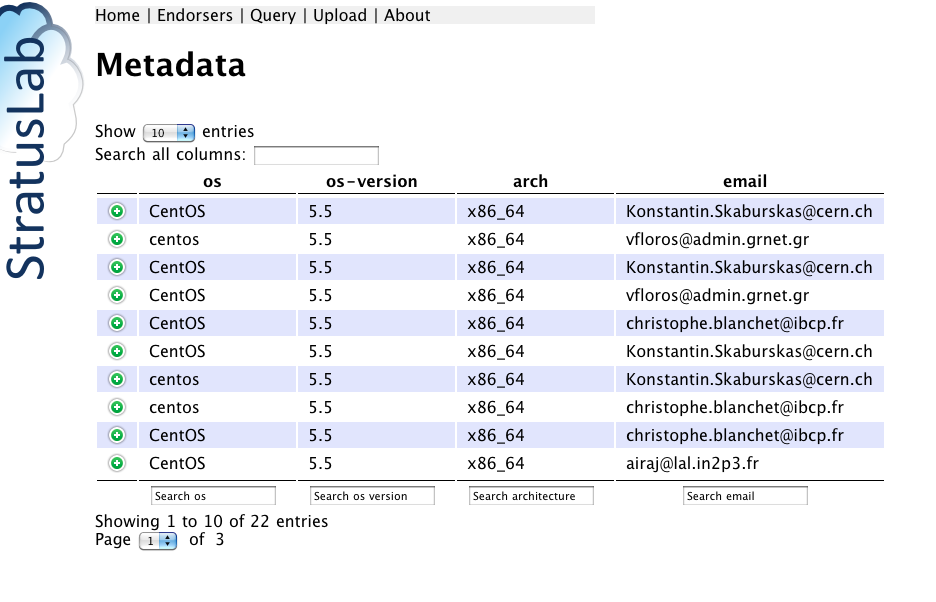 StratusLab
Home | Endorsers | Query | Upload | About
Metadata
Show 10 entries
Search all columns:
os os-version arch email
CentOS 5.5 x86_64 Konstantin.Skaburskas@cern.ch
centos 5.5 x86_64 vfloros@admin.grnet.gr
CentOS 5.5 x86_64 Konstantin.Skaburskas@cern.ch
CentOS 5.5 x86_64 vfloros@admin.grnet.gr
CentOS 5.5 x86_64 christophe.blanchet@ibcp.fr
CentOS 5.5 x86_64 Konstantin.Skaburskas@cern.ch
centos 5.5 x86_64 Konstantin.Skaburskas@cern.ch
centos 5.5 x86_64 christophe.blanchet@ibcp.fr
CentOS 5.5 x86_64 christophe.blanchet@ibcp.fr
CentOS 5.5 x86_64 airaj@lal.in2p3.fr
Search os Search os version Search architecture Search email
Showing 1 to 10 of 22 entries
Page 1 of 3